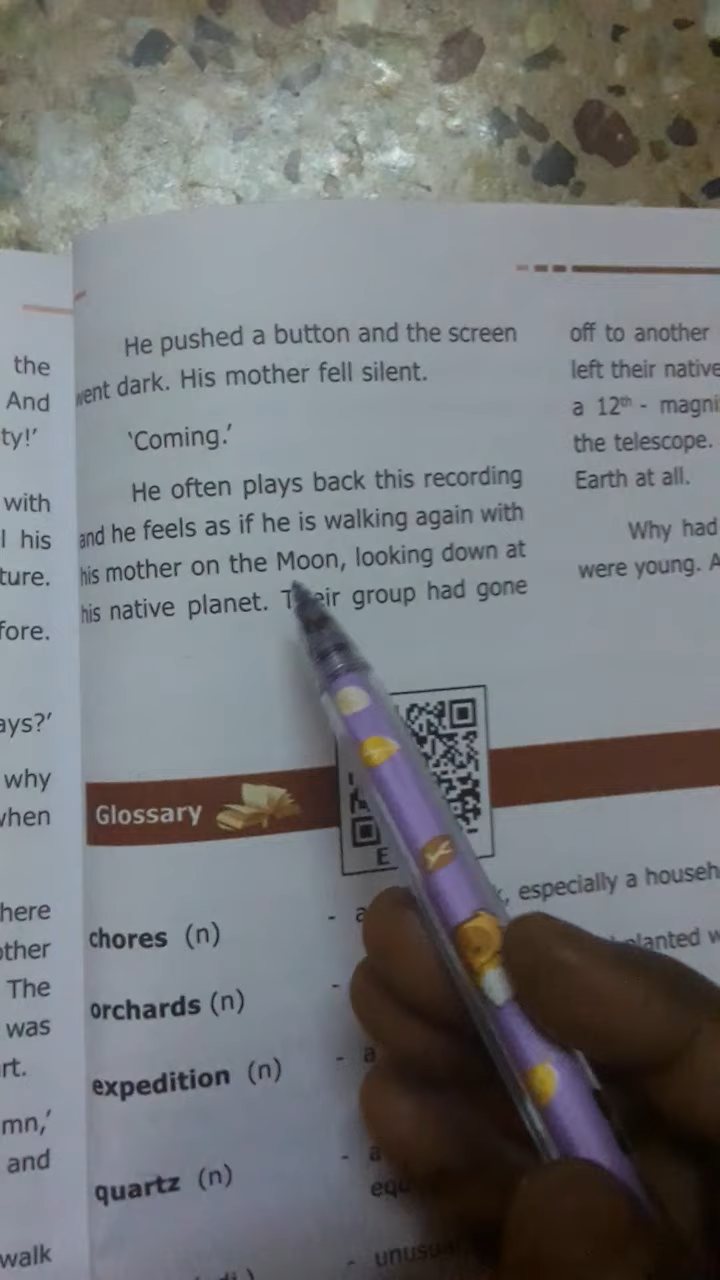 the
And
ty!'
with
l his
ture.
fore.
ays?'
why
when
here
other
The
was
rt.
mn,'
and
walk
He pushed a button and the screen
went dark. His mother fell silent.
'Coming.'
He often plays back this recording
and he feels as if he is walking again with
his mother on the Moon, looking down at
his native planet. Their group had gone
off to another
left their native
a 12th - magni
the telescope.
Earth at all.
Why had
were young. A
Glossary
E
chores (n) - a , especially a househ
orchards (n) - planted w
expedition (n) - a
quartz (n) - a
equ
- unusua